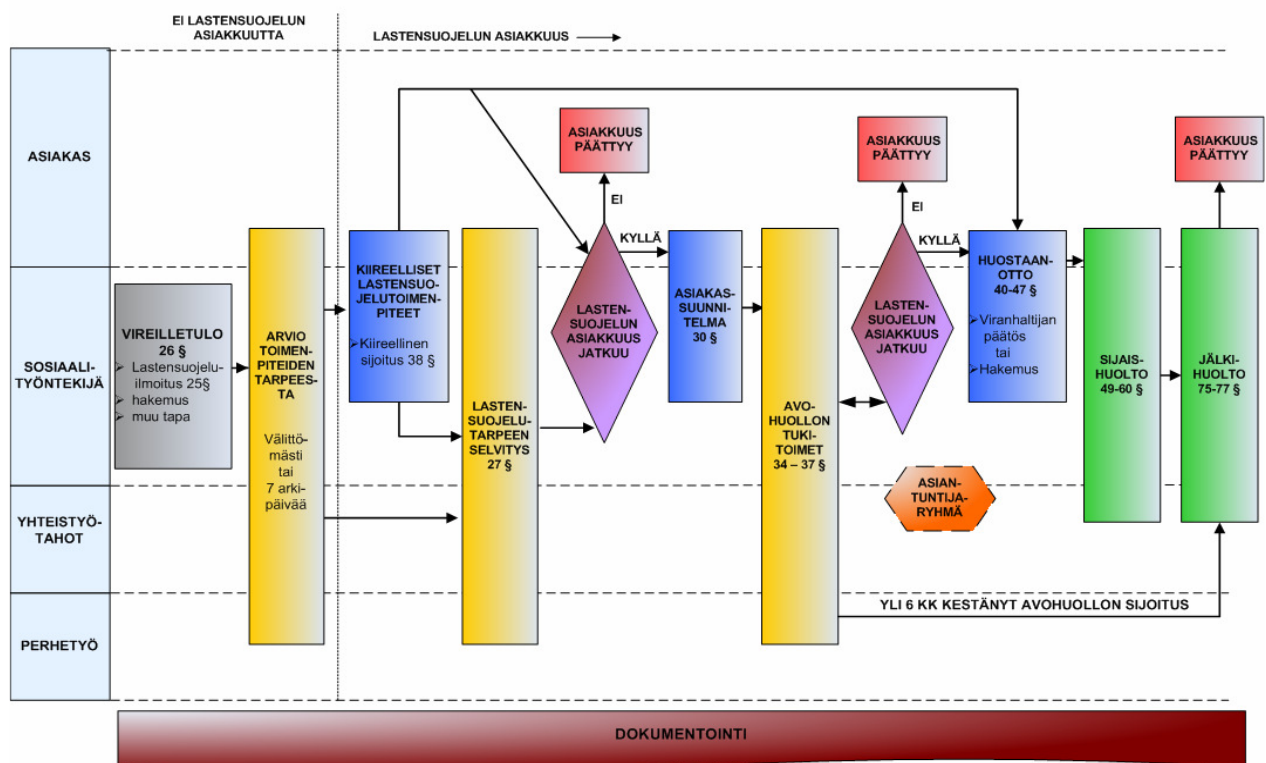 EI LASTENSUOJELUN
ASIAKKUUTTA
LASTENSUOJELUN ASIAKKUUS
ASIAKAS
SOSIAALI-
TYÖNTEKIJÄ
YHTEISTYÖ-
TAHOT
PERHETYÖ
VIREILLETULO
26 §
Lastensuojelu-
ilmoitus 25§
hakemus
muu tapa
ARVIO
TOIMEN-
PITEIDEN
TARPEES-
TA
Välittö-
mästi
tai
7 arki-
päivää
KIIREELLISET
LASTENSUO-
JELUTOIMEN-
PITEET
Kiireellinen
sijoitus 38 §
LASTEN-
SUOJELU-
TARPEEN
SELVITYS
27 §
ASIAKKUUS
PÄÄTTYY
EI
KYLLÄ
LASTEN-
SUOJELUN
ASIAKKUUS
JATKUU
ASIAKAS-
SUUNNI-
TELMA
30 §
AVO-
HUOLLON
TUKI-
TOIMET
34 – 37 §
ASIAKKUUS
PÄÄTTYY
EI
KYLLÄ
LASTEN-
SUOJELUN
ASIAKKUUS
JATKUU
ASIAN-
TUNTIJA-
RYHMÄ
HUOSTAAN-
OTTO
40-47 §
Viranhaltijan
päätös
tai
Hakemus
SIJAIS-
HUOLTO
49-60 §
ASIAKKUUS
PÄÄTTYY
JÄLKI-
HUOLTO
75-77 §
YLI 6 KK KESTÄNYT AVOHUOLLON SIJOITUS
DOKUMENTOINTI